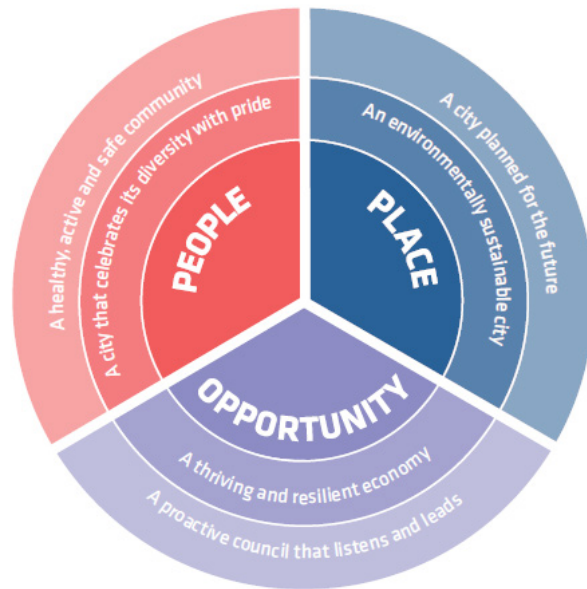 A healthy, active and safe community
A city that celebrates its diversity with pride
PEOPLE
A city planned for the future
An environmentally sustainable city
PLACE
OPPORTUNITY
A thriving and resilient economy
A proactive council that listens and leads